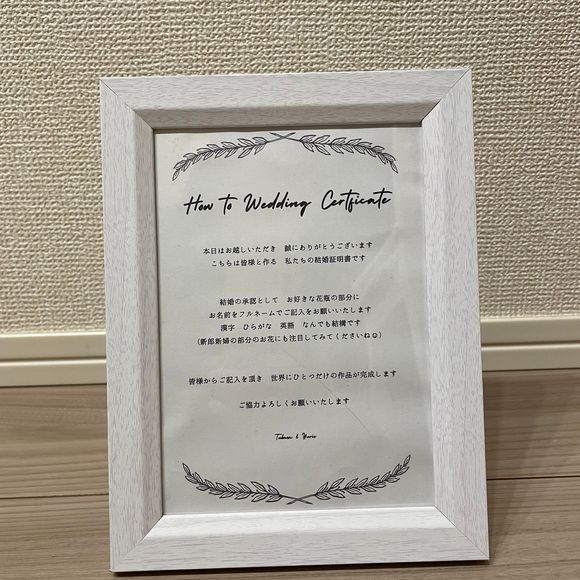 How to Wedding Certficate
本日はお越しいただき　誠にありがとうございます
こちらは皆様と作る　私たちの結婚証明書です
結婚の承認として　お好きな花瓶の部分に
お名前をフルネームでご記入をお願いいたします
漢字　ひらがな　英語　なんでも結構です
（新郎新婦の部分のお花にも注目してみてくださいね☺）
皆様からご記入を頂き　世界にひとつだけの作品が完成します
ご協力よろしくお願いいたします